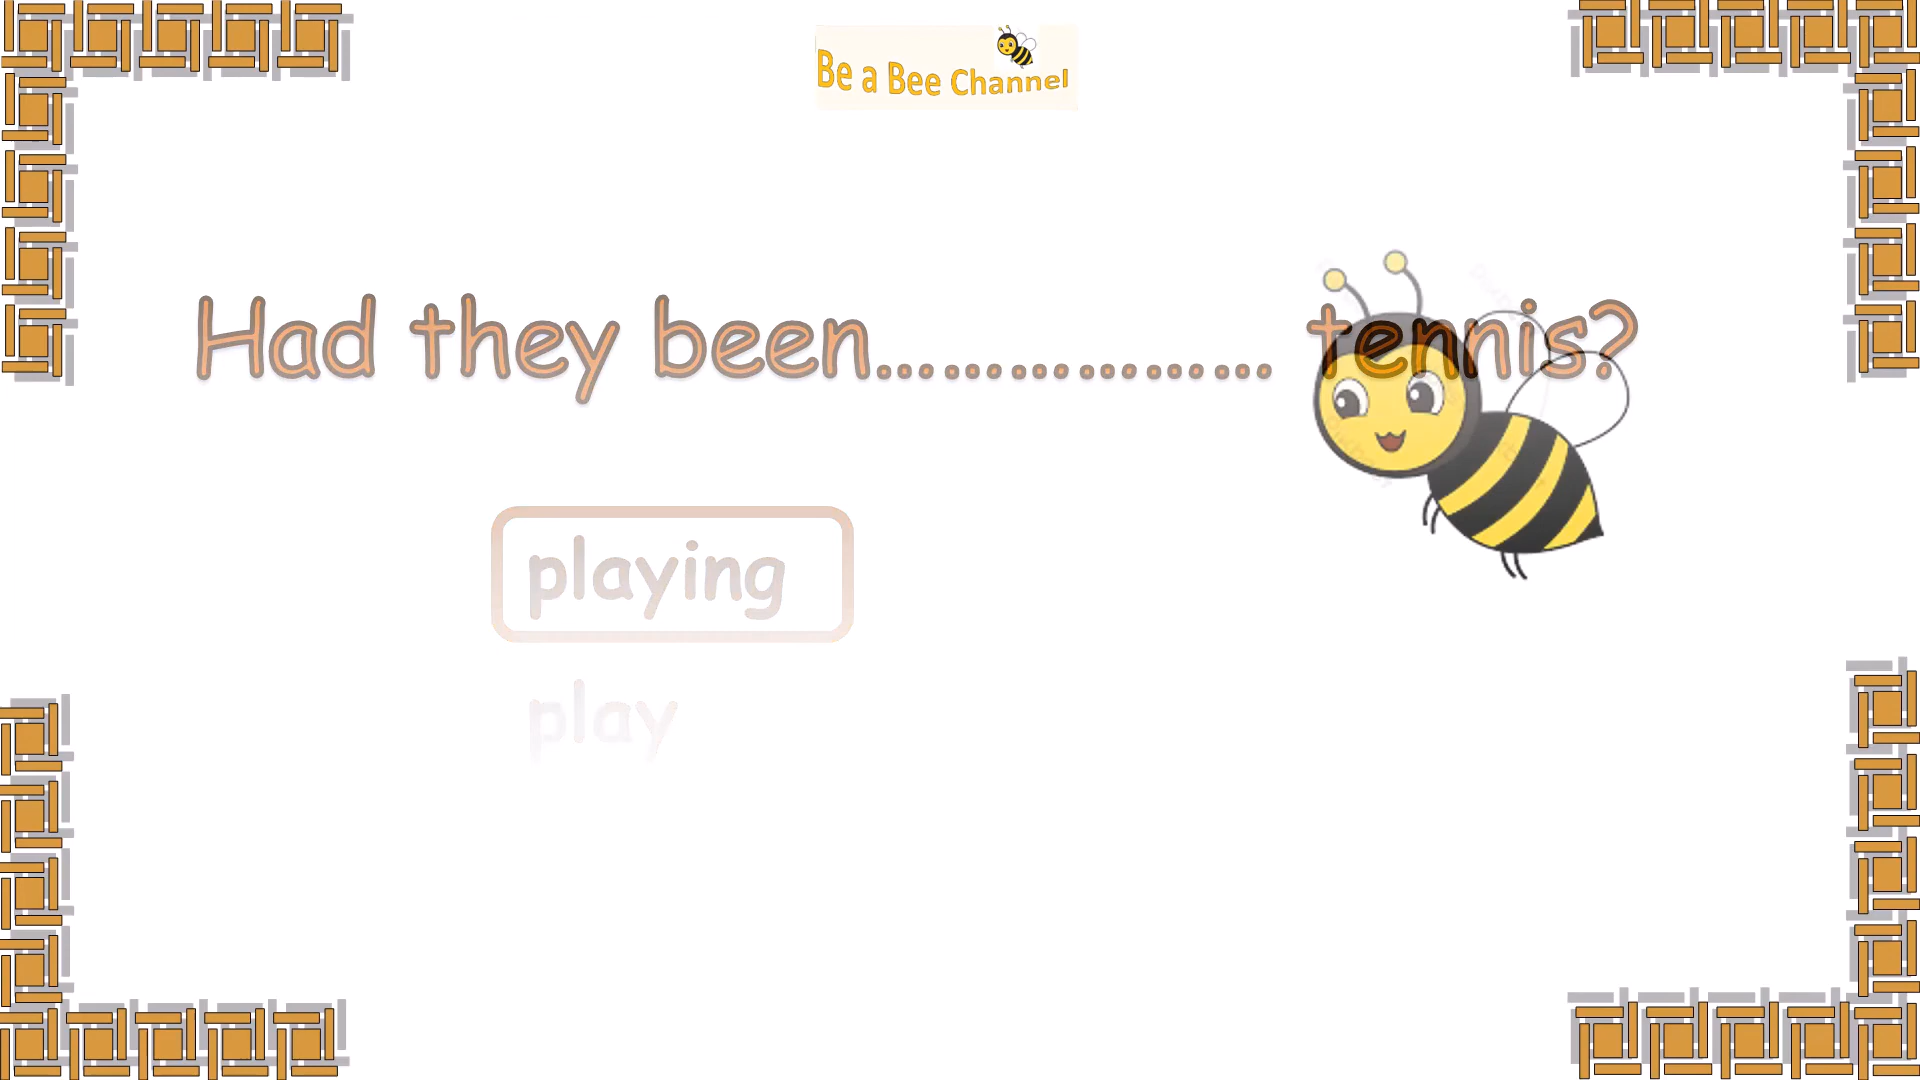 Be a Bee Channel
Had they been.................. tennis?
playing
play